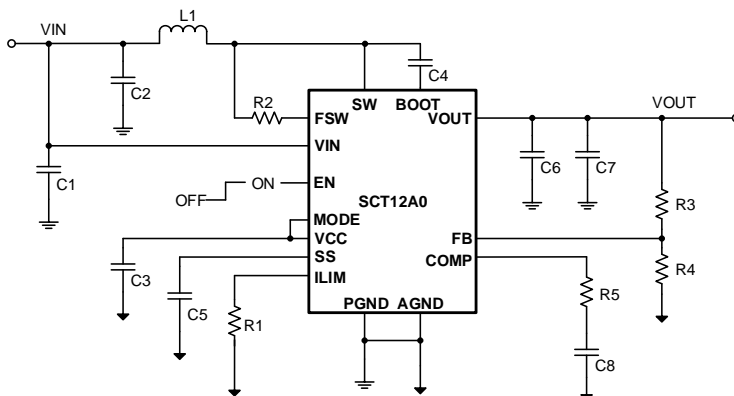 L1
VIN
C2
C4
R2
SW
BOOT
FSW
VOUT
VOUT
VIN
C6
C7
C1
ON
EN
OFF
SCT12A0
R3
MODE
VCC
FB
SS
COMP
C3
ILIM
R4
C5
R5
R1
PGND
AGND
C8